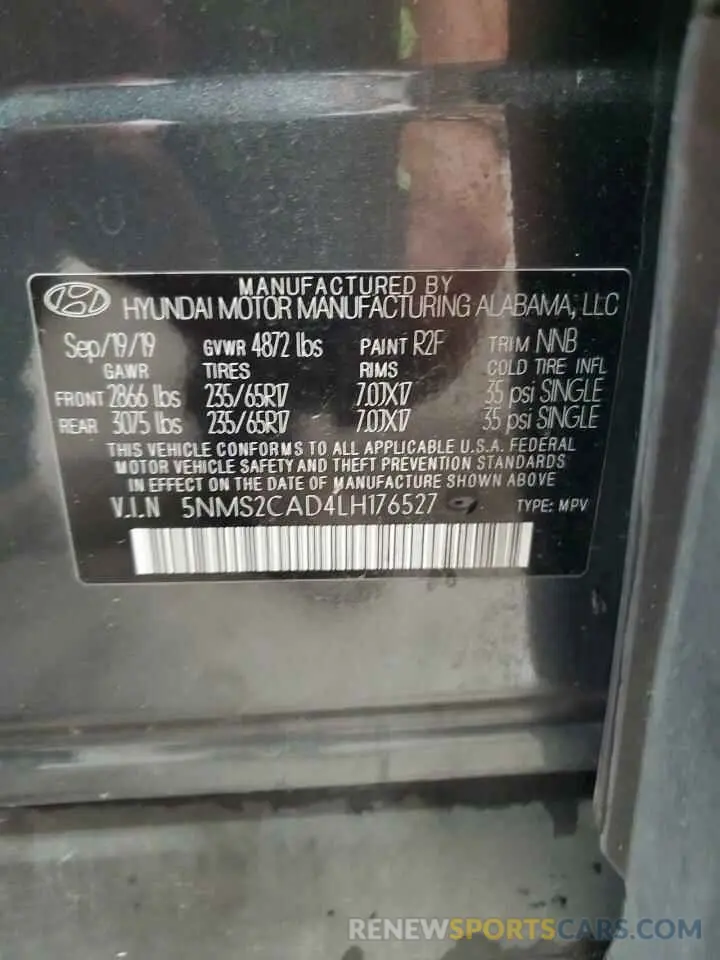 MANUFACTURED BY
HYUNDAI MOTOR MANUFACTURING ALABAMA, LLC
Sep/19/19 GVWR 4872 lbs PAINT R2F TRIM NNB
GAWR TIRES RIMS COLD TIRE INFL
FRONT 2866 lbs 235/65R17 7.0JX17 35 psi SINGLE
REAR 3075 lbs 235/65R17 7.0JX17 35 psi SINGLE
THIS VEHICLE CONFORMS TO ALL APPLICABLE U.S.A. FEDERAL
MOTOR VEHICLE SAFETY AND THEFT PREVENTION STANDARDS
IN EFFECT ON THE DATE OF MANUFACTURE SHOWN ABOVE
V.I.N 5NMS2CAD4LH176527 TYPE: MPV
RENEWSPORTSCARS.COM